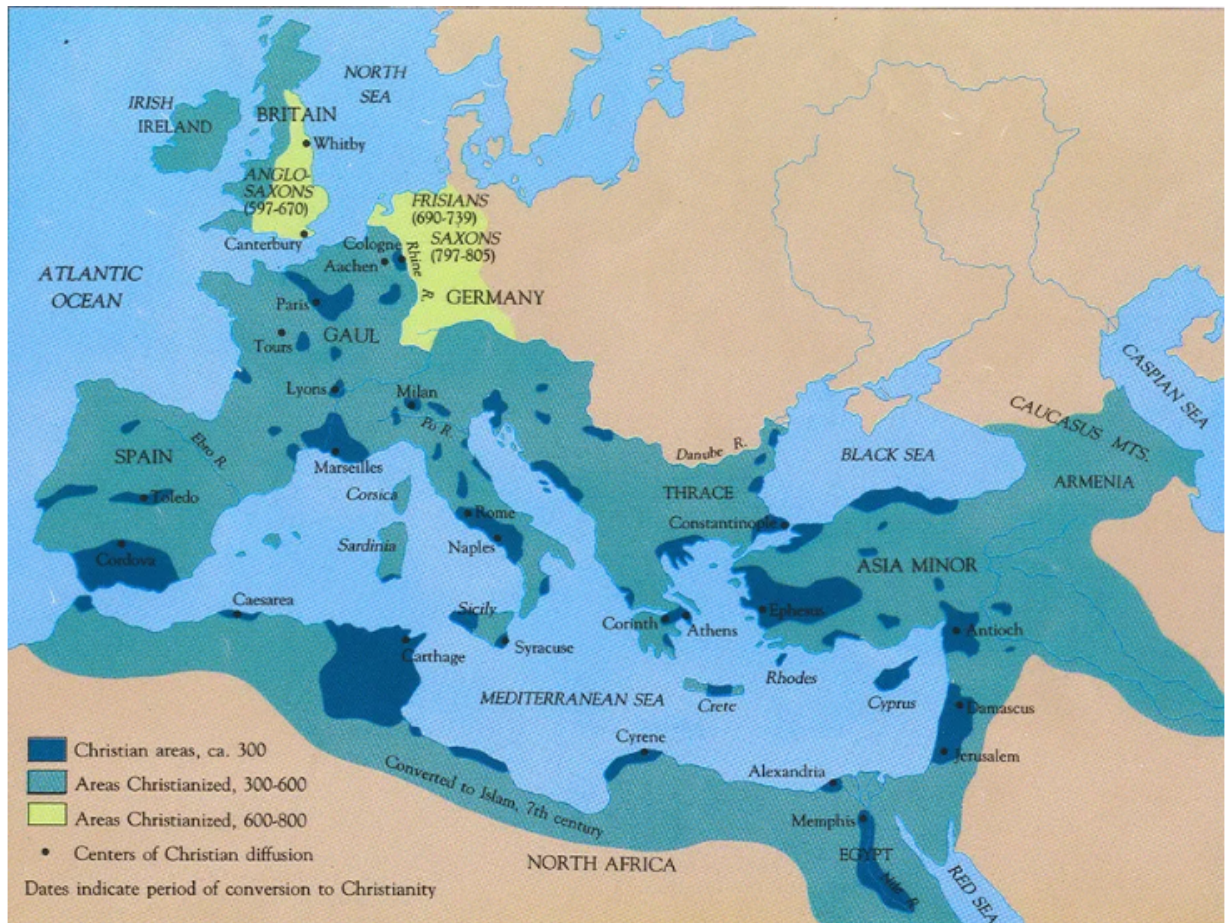 NORTH
SEA
IRISH
IRELAND
BRITAIN
Whitby
ANGLO-
SAXONS
(597-670)
FRISIANS
(690-739)
SAXONS
(797-805)
Canterbury
Cologne
Aachen
Rhine R.
GERMANY
ATLANTIC
OCEAN
Paris
GAUL
Tours
Lyons
Milan
Po R.
CASPIAN SEA
CAUCASUS MTS.
ARMENIA
SPAIN
Ebro R.
Marseilles
Danube R.
BLACK SEA
Toledo
Corsica
THRACE
Rome
Constantinople
Cordova
Sardinia
Naples
ASIA MINOR
Caesarea
Sicily
Ephesus
Corinth
Athens
Antioch
Carthage
Syracuse
MEDITERRANEAN SEA
Rhodes
Crete
Cyprus
Damascus
Cyrene
Jerusalem
Alexandria
Converted to Islam, 7th century
Memphis
EGYPT
Nile R.
NORTH AFRICA
RED SEA
Christian areas, ca. 300
Areas Christianized, 300-600
Areas Christianized, 600-800
Centers of Christian diffusion
Dates indicate period of conversion to Christianity